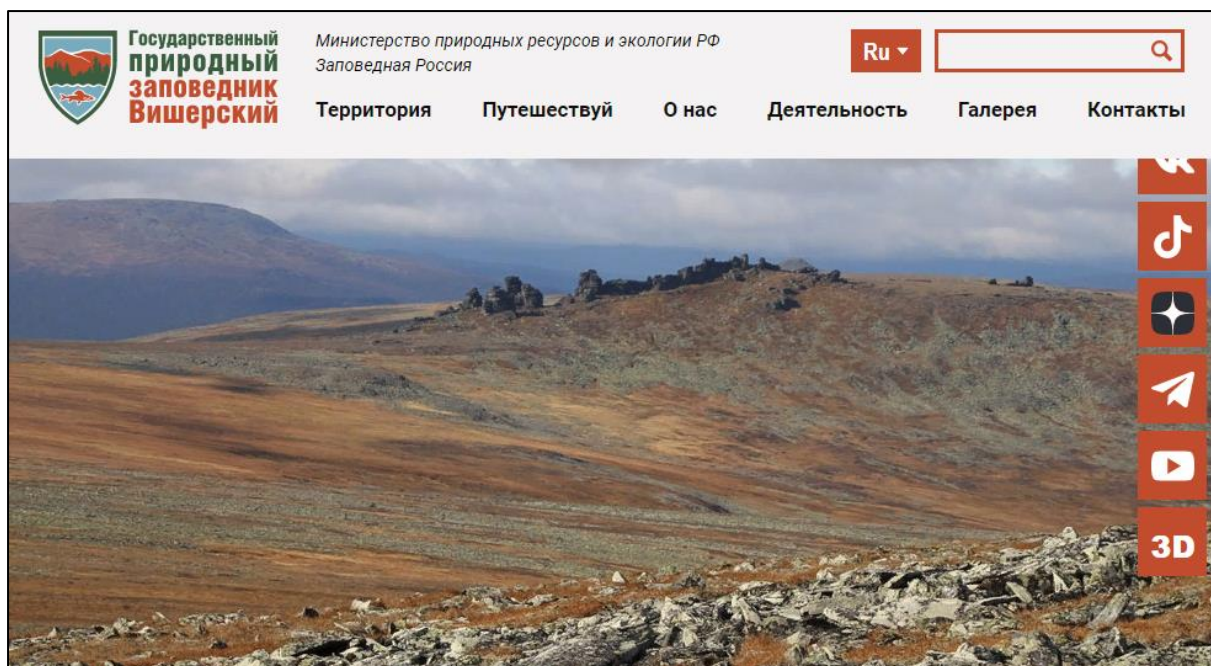 Государственный
природный
заповедник
Вишерский
Министерство природных ресурсов и экологии РФ
Заповедная Россия
Ru
Территория
Путешествуй
О нас
Деятельность
Галерея
Контакты
3D